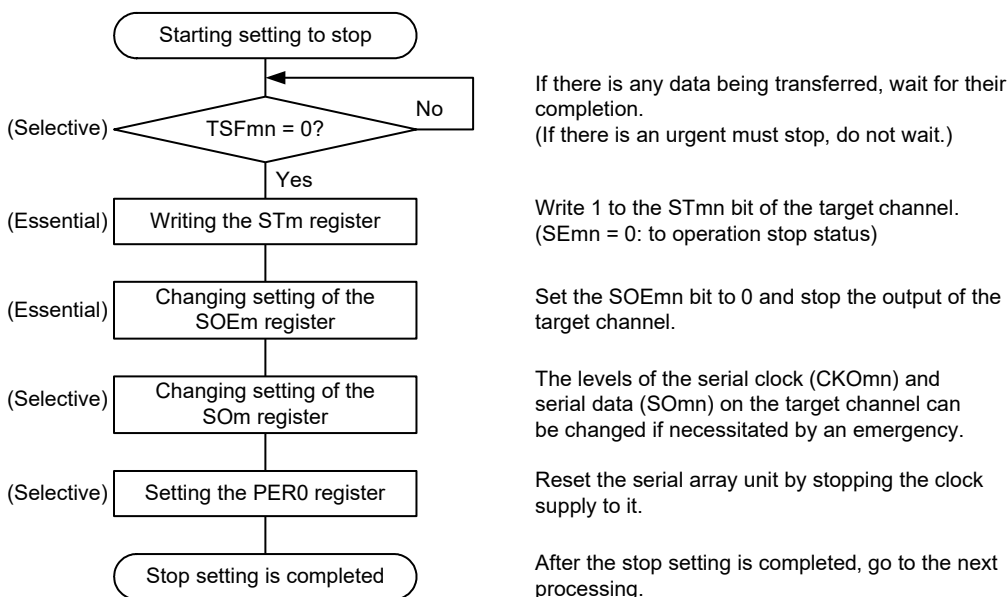 Starting setting to stop
No
(Selective)
TSFmn = 0?
If there is any data being transferred, wait for their
completion.
(If there is an urgent must stop, do not wait.)
Yes
(Essential)
Writing the STm register
Write 1 to the STmn bit of the target channel.
(SEmn = 0: to operation stop status)
(Essential)
Changing setting of the
SOEm register
Set the SOEmn bit to 0 and stop the output of the
target channel.
(Selective)
Changing setting of the
SOm register
The levels of the serial clock (CKOmn) and
serial data (SOmn) on the target channel can
be changed if necessitated by an emergency.
(Selective)
Setting the PER0 register
Reset the serial array unit by stopping the clock
supply to it.
Stop setting is completed
After the stop setting is completed, go to the next
processing.